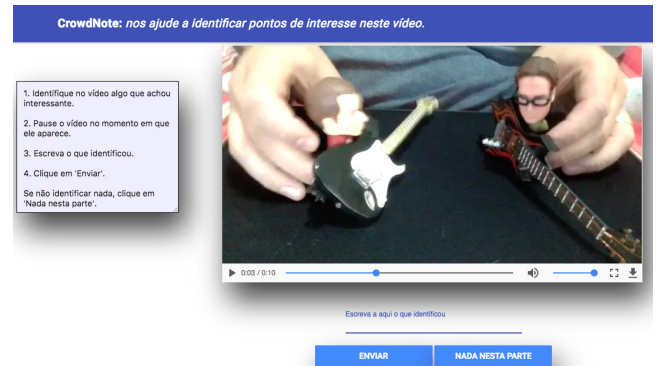 CrowdNote: nos ajude a identificar pontos de interesse neste vídeo.
1. Identifique no vídeo algo que achou
interessante.
2. Pause o vídeo no momento em que
ele aparece.
3. Escreva o que identificou.
4. Clique em 'Enviar'.
Se não identificar nada, clique em
'Nada nesta parte'.
0:03 / 0:10
Escreva a aqui o que identificou
ENVIAR
NADA NESTA PARTE